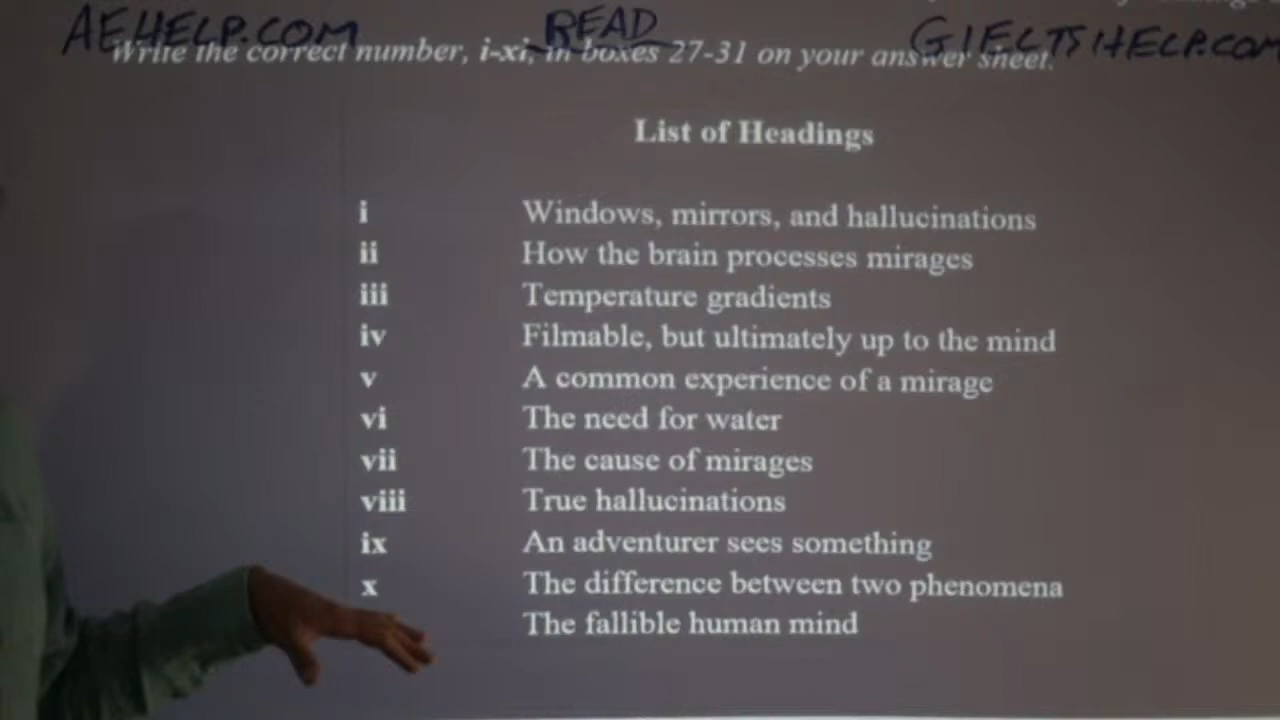 AEHELP.COM READ GIELTSHELP.COM
Write the correct number, i-xi, in boxes 27-31 on your answer sheet.
List of Headings
i Windows, mirrors, and hallucinations
ii How the brain processes mirages
iii Temperature gradients
iv Filmable, but ultimately up to the mind
v A common experience of a mirage
vi The need for water
vii The cause of mirages
viii True hallucinations
ix An adventurer sees something
x The difference between two phenomena
The fallible human mind